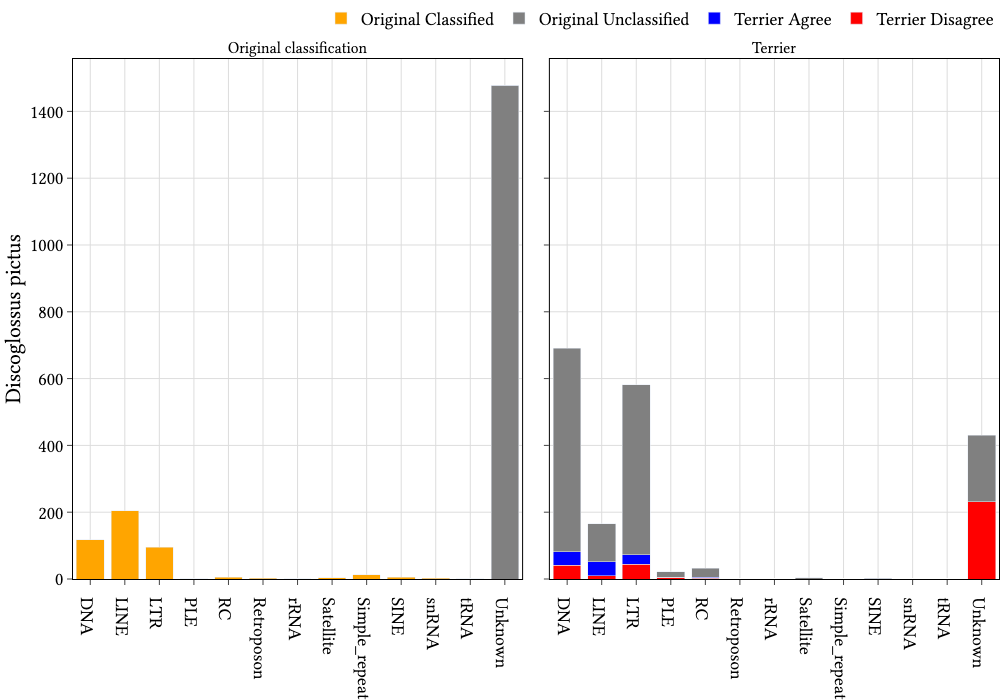 Original Classified Original Unclassified Terrier Agree Terrier Disagree
Original classification Terrier
Discoglossus pictus
1400
1200
1000
800
600
400
200
0
DNA LINE LTR PLE RC Retroposon rRNA Satellite Simple_repeat SINE snRNA tRNA Unknown
DNA LINE LTR PLE RC Retroposon rRNA Satellite Simple_repeat SINE snRNA tRNA Unknown